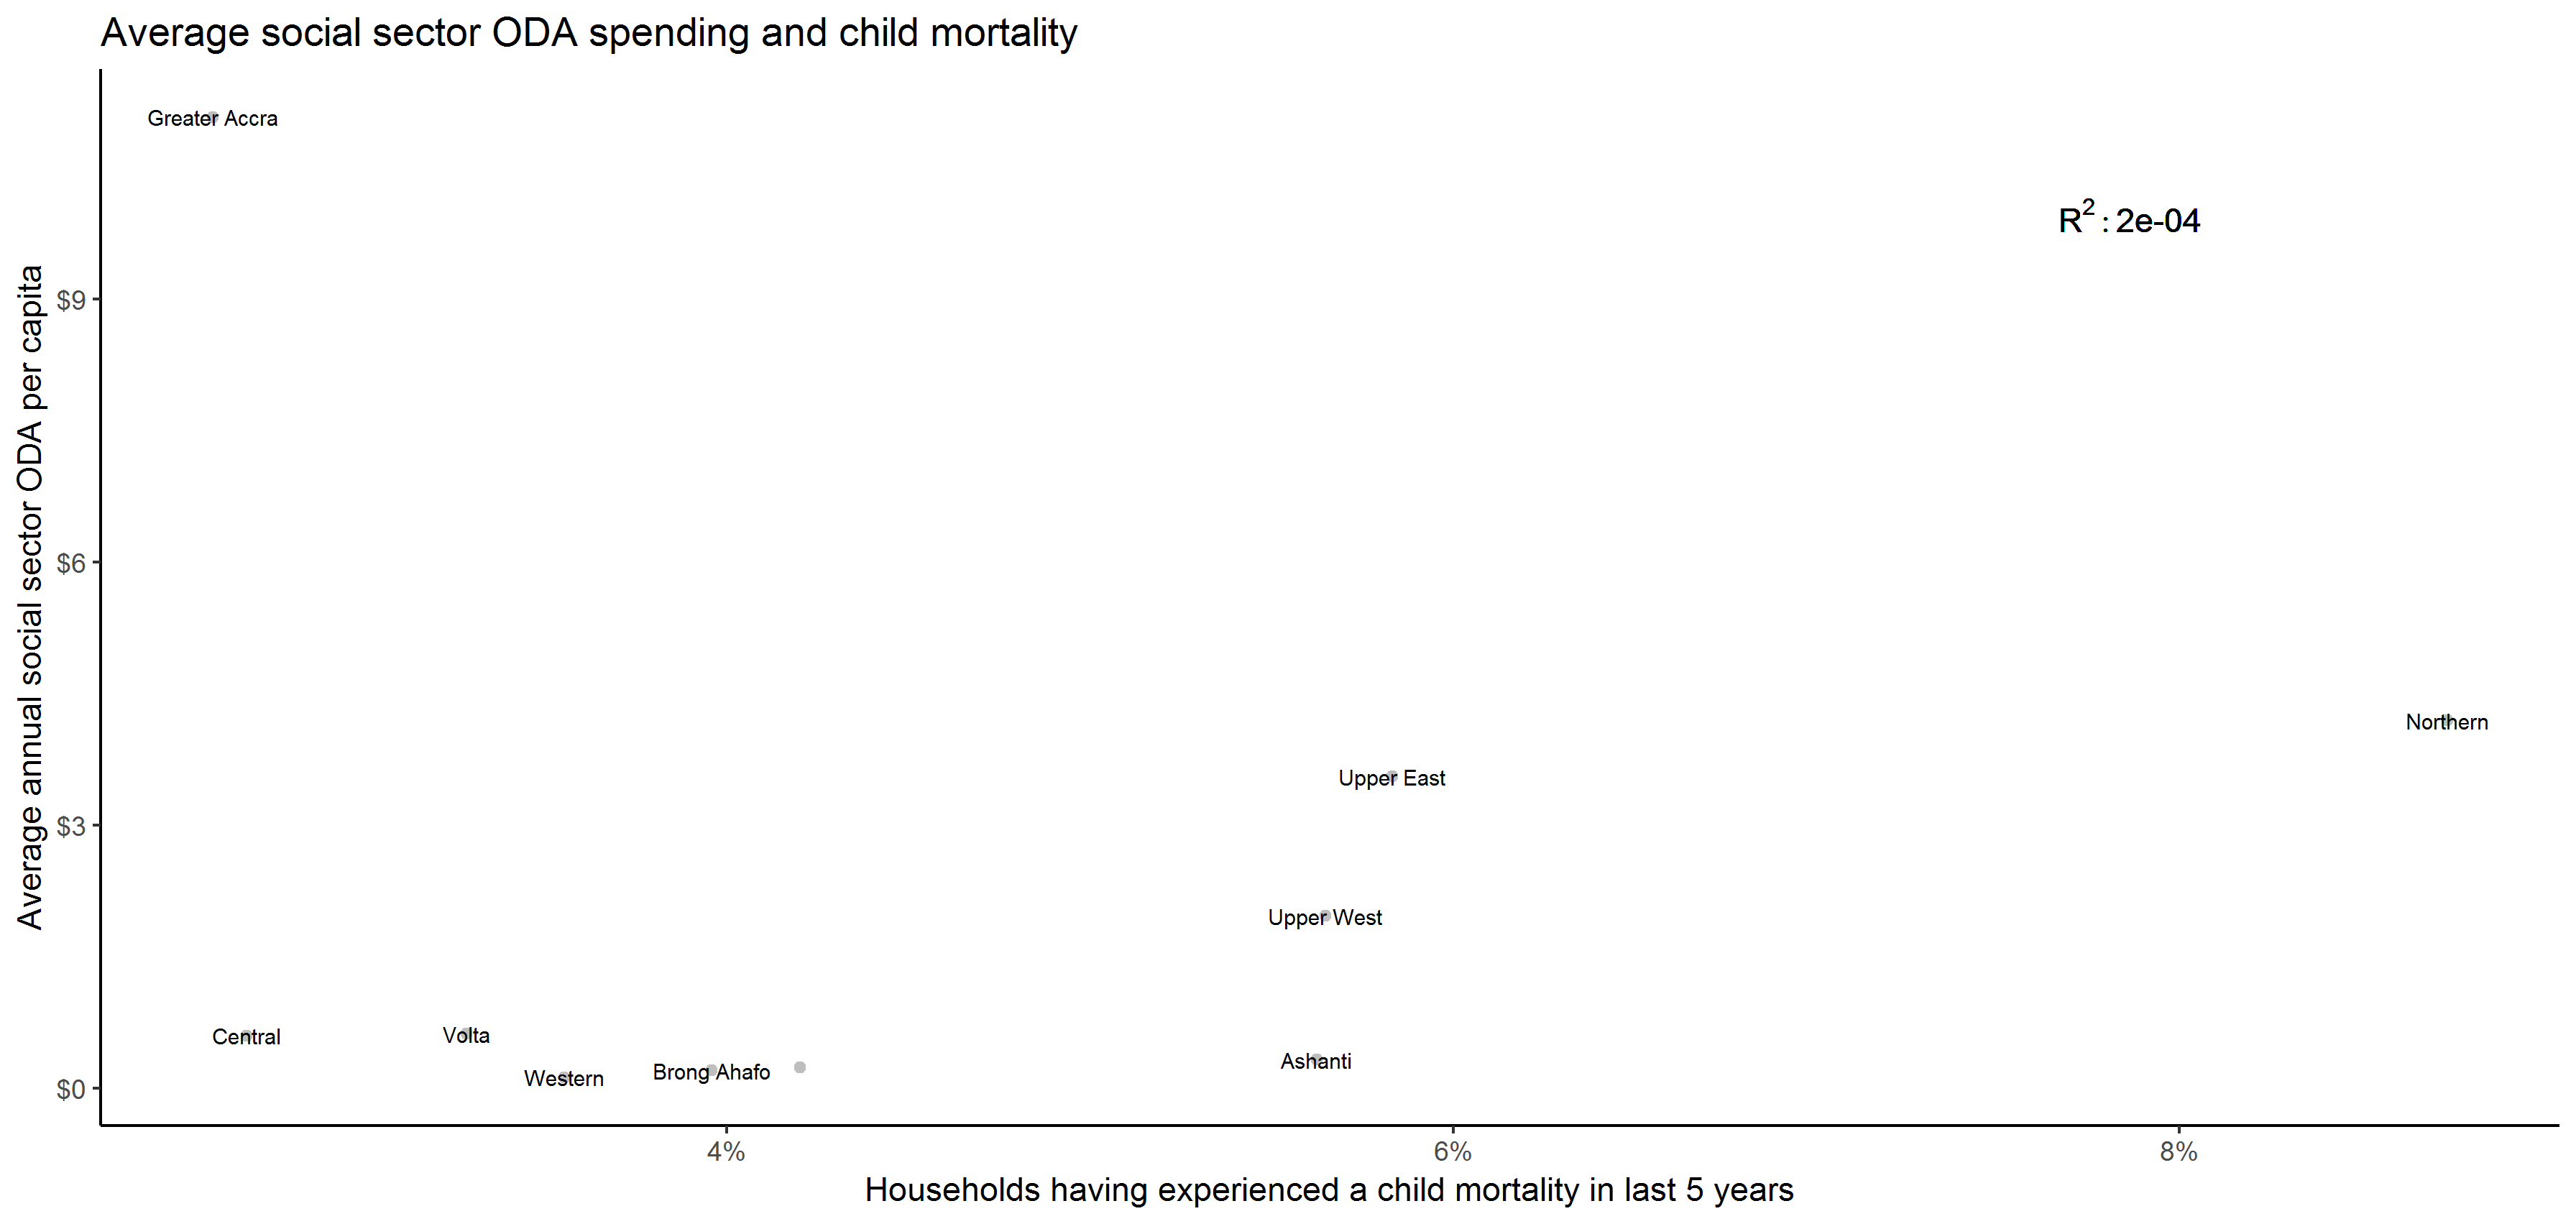 Average social sector ODA spending and child mortality
Greater Accra
R²: 2e-04
$9
Average annual social sector ODA per capita
$6
Northern
Upper East
$3
Upper West
Central
Volta
Western
Brong Ahafo
Ashanti
$0
4%
6%
8%
Households having experienced a child mortality in last 5 years